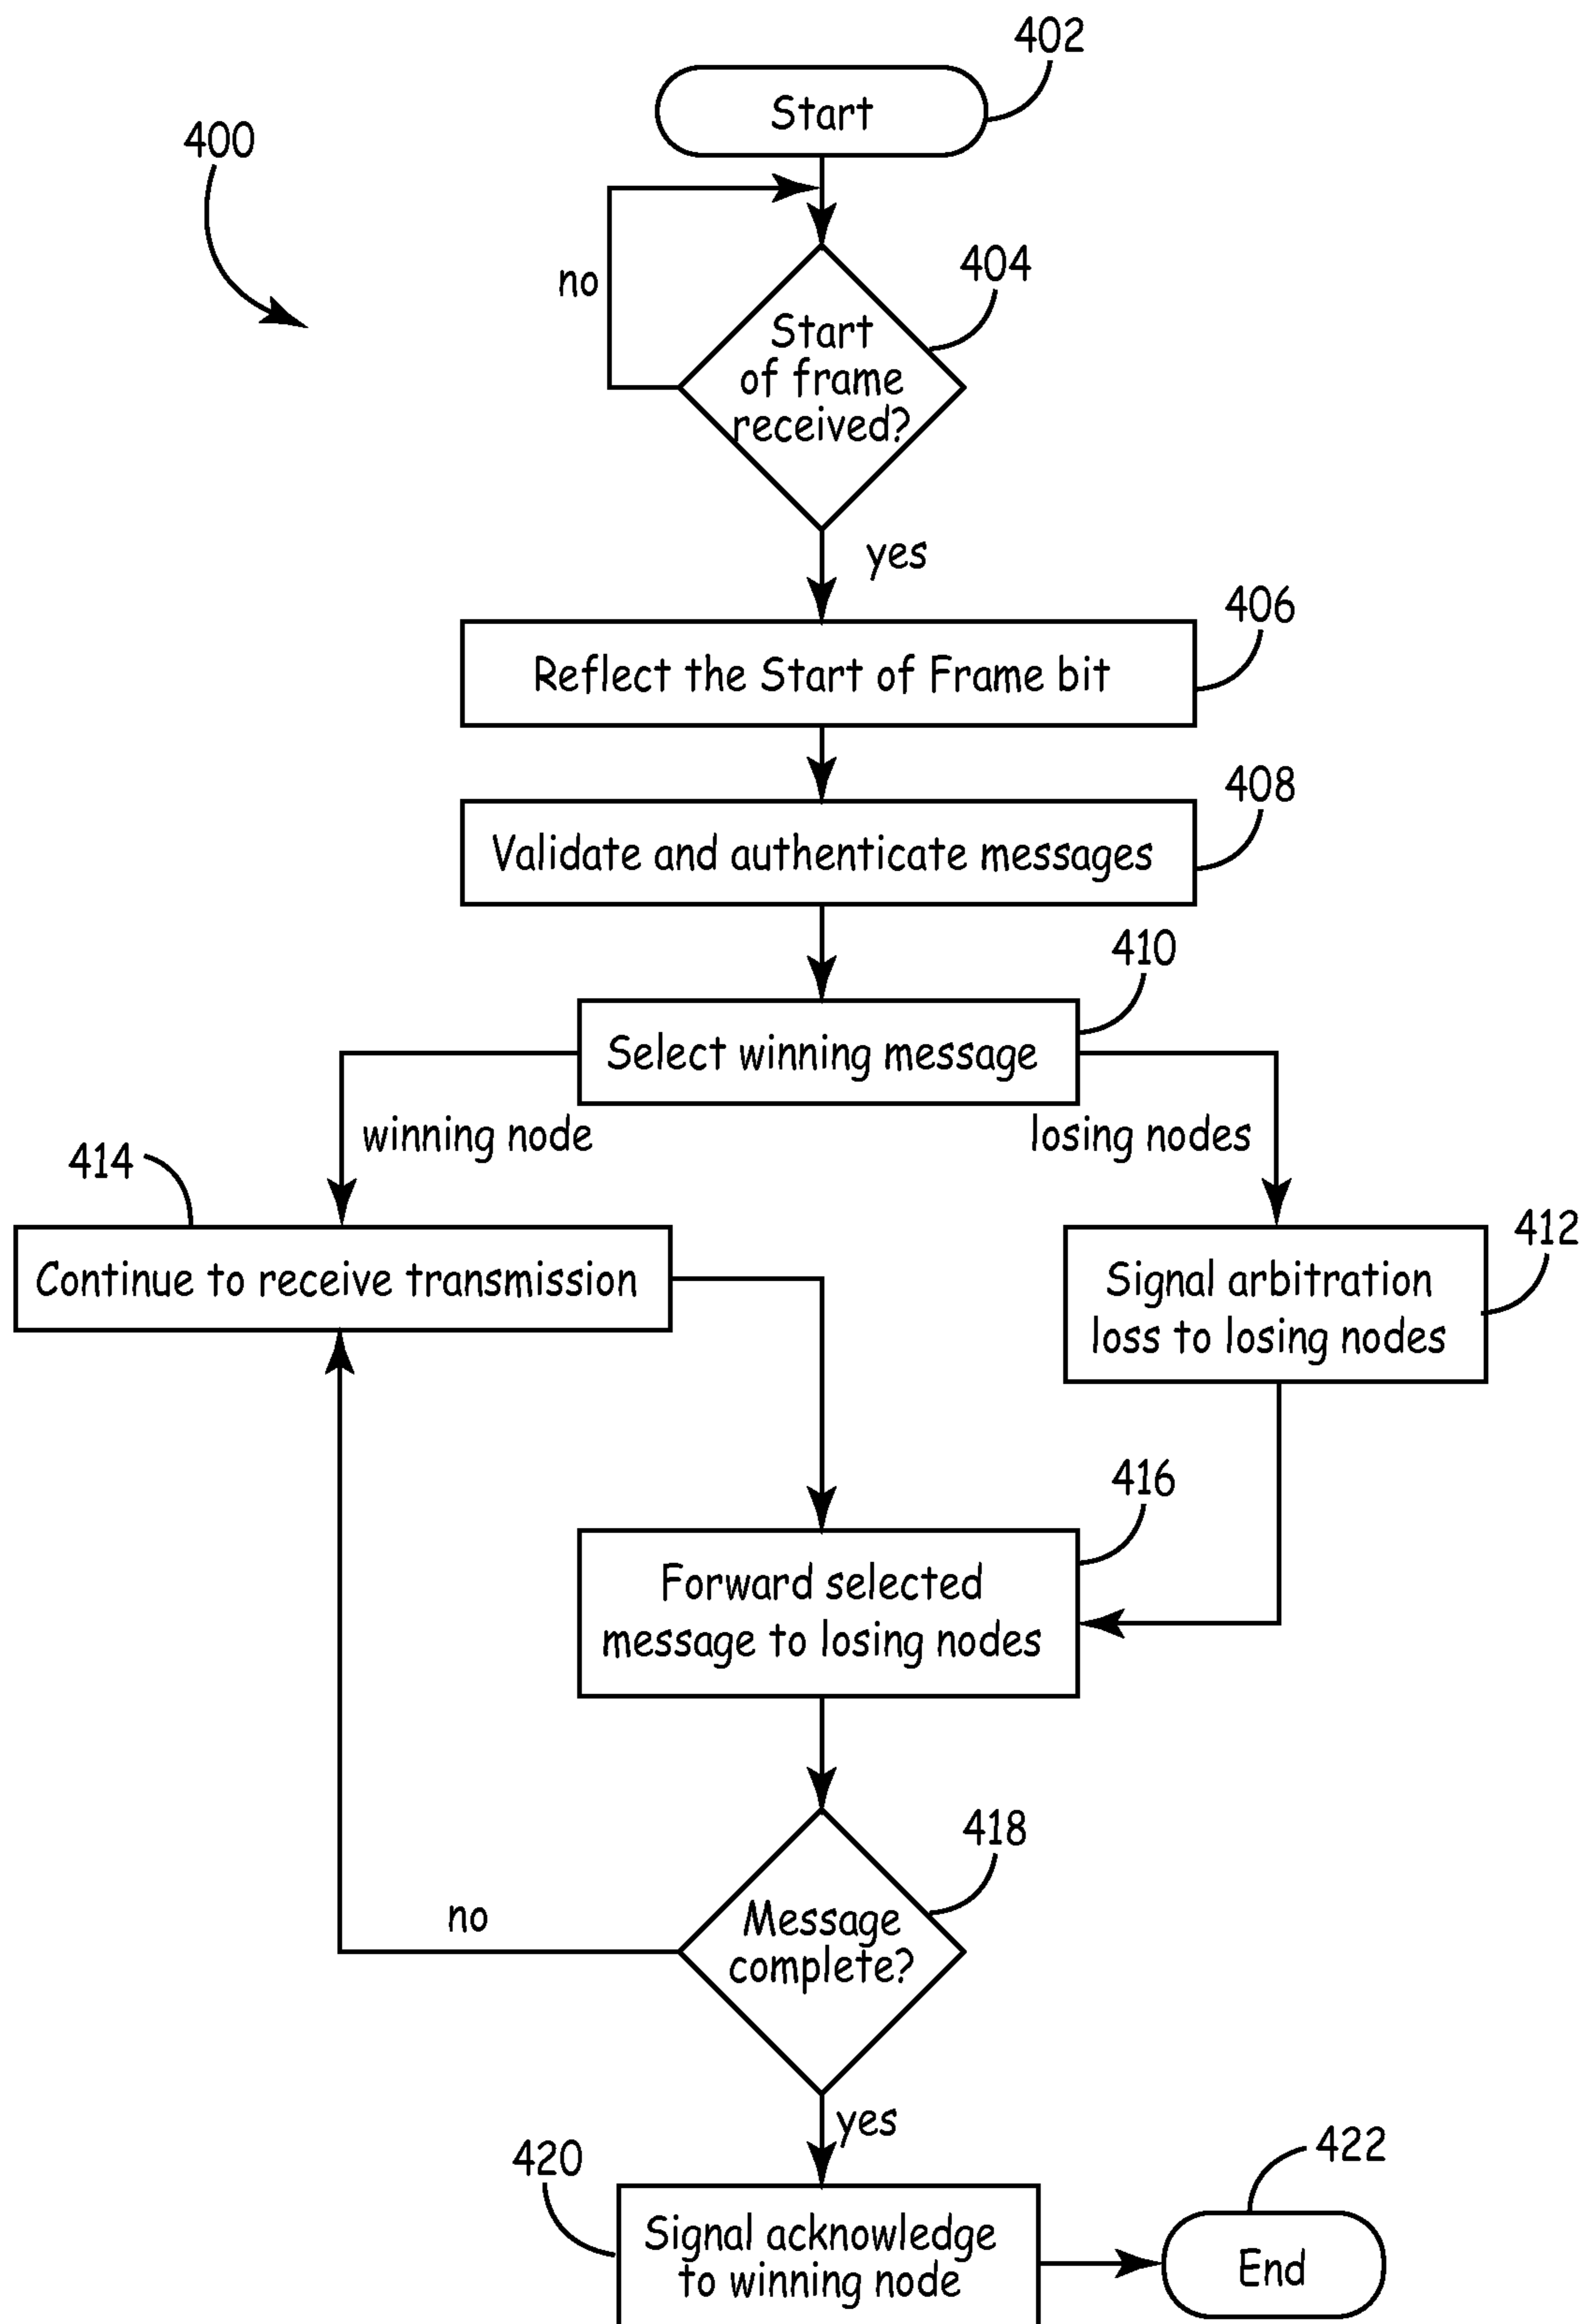 402
Start
400
404
no
Start
of frame
received?
yes
406
Reflect the Start of Frame bit
408
Validate and authenticate messages
410
Select winning message
winning node
losing nodes
414
412
Continue to receive transmission
Signal arbitration
loss to losing nodes
416
Forward selected
message to losing nodes
418
no
Message
complete?
yes
420
422
Signal acknowledge
to winning node
End